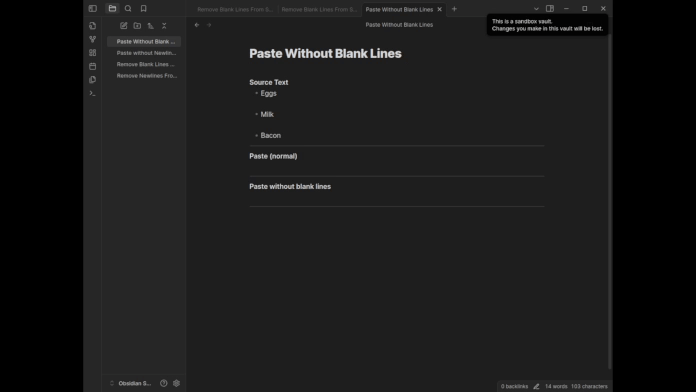 Remove Blank Lines From S...
Remove Blank Lines From S...
Paste Without Blank Lines
This is a sandbox vault.
Changes you make in this vault will be lost.
Paste Without Blank Lines
Paste Without Blank ...
Paste without Newlin...
Remove Blank Lines ...
Remove Newlines Fro...
Paste Without Blank Lines
Source Text
• Eggs
• Milk
• Bacon
Paste (normal)
Paste without blank lines
Obsidian S...
0 backlinks
14 words
103 characters